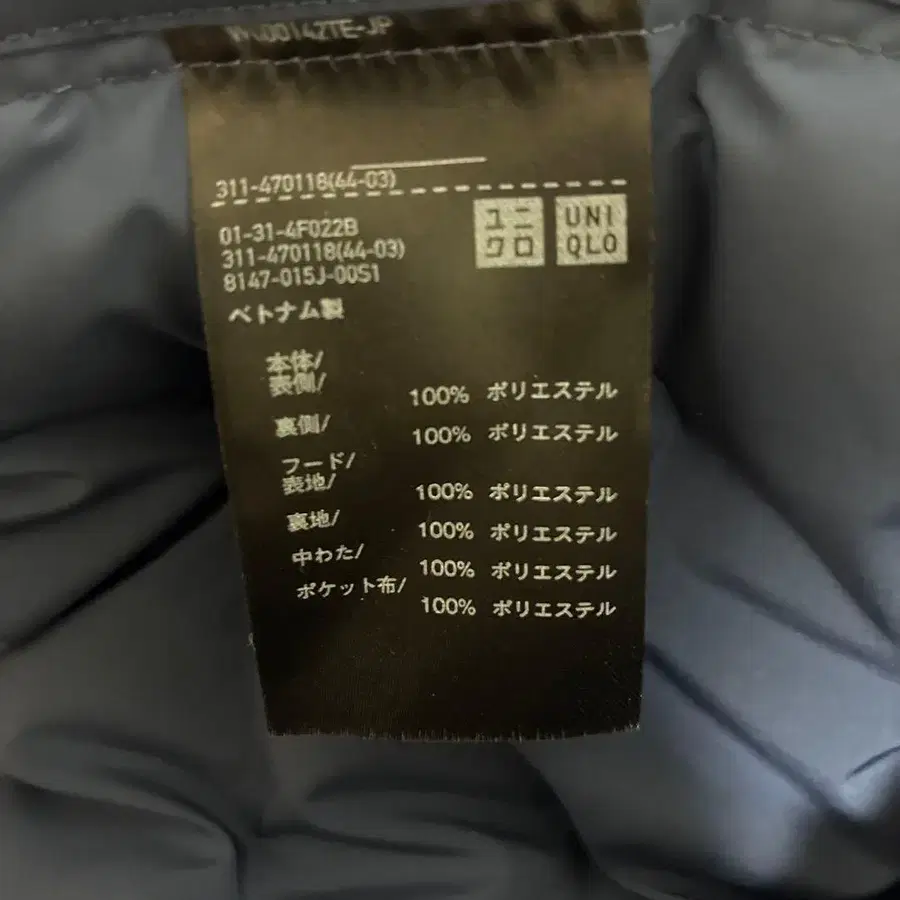 311-470118(44-03)
01-31-4F022B
311-470118(44-03)
8147-015J-00S1
ユニ
クロ
UNI
QLO
ベトナム製
本体/
表側/
100% ポリエステル
裏側/
100% ポリエステル
フード/
表地/
100% ポリエステル
裏地/
100% ポリエステル
中わた/
100% ポリエステル
ポケット布/
100% ポリエステル